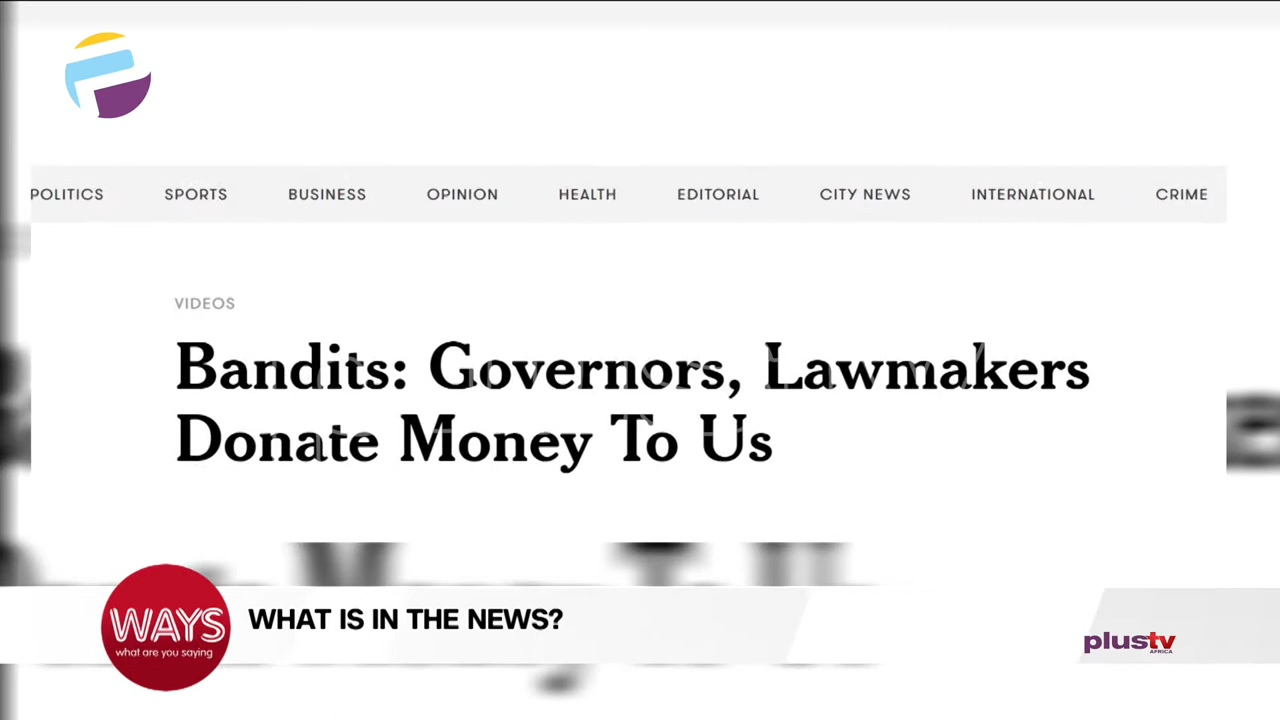 POLITICS SPORTS BUSINESS OPINION HEALTH EDITORIAL CITY NEWS INTERNATIONAL CRIME
VIDEOS
Bandits: Governors, Lawmakers
Donate Money To Us
WAYS
what are you saying
WHAT IS IN THE NEWS?
plustv
AFRICA